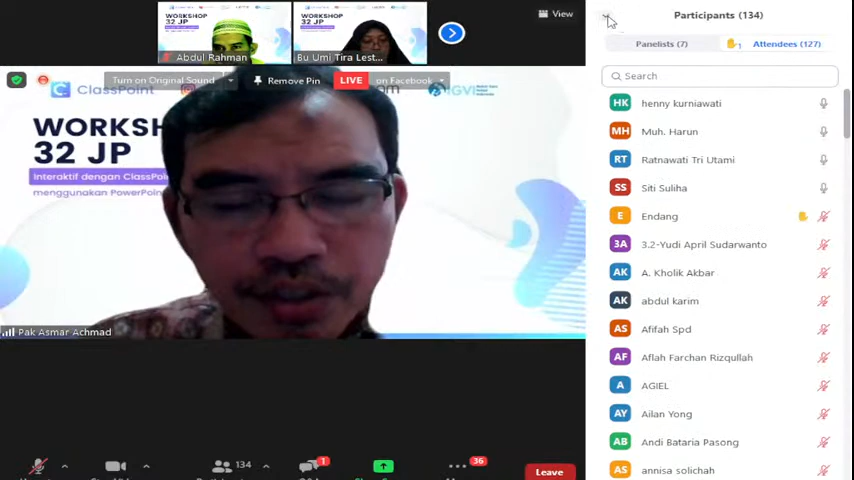 WORKSHOP
32 JP
WORKSHOP
32 JP
View
Participants (134)
Abdul Rahman
Bu Umi Tira Lest...
Panelists (7)
1
Attendees (127)
Turn on Original Sound
Remove Pin
LIVE
on Facebook
Search
ClassPoint
IGVI
WORKSH
32 JP
Interaktif dengan ClassPoin
menggunakan PowerPoin
henny kurniawati
HK
MH
Muh. Harun
RT
Ratnawati Tri Utami
SS
Siti Suliha
E
Endang
3A
3.2-Yudi April Sudarwanto
AK
A. Kholik Akbar
AK
abdul karim
AS
Afifah Spd
Pak Asmar Achmad
AF
Aflah Farchan Rizqullah
A
AGIEL
AY
Ailan Yong
AB
Andi Bataria Pasong
AS
annisa solichah
134
1
36
Leave